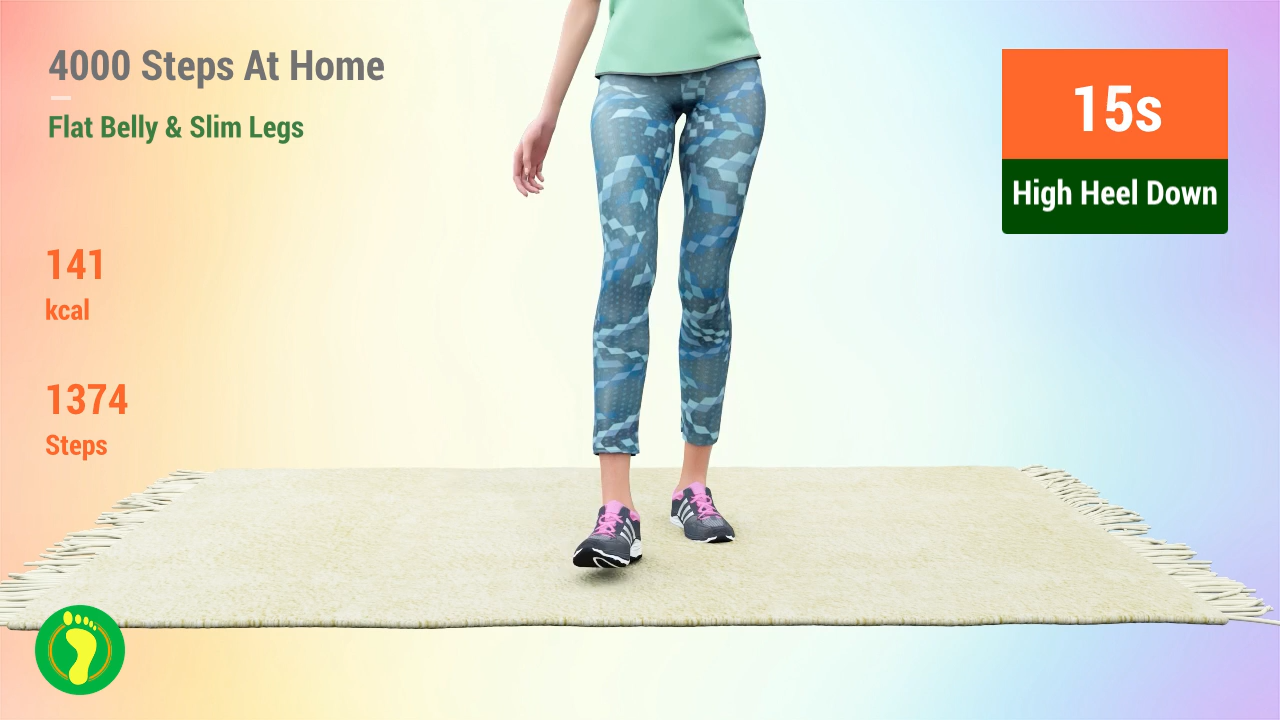 4000 Steps At Home
Flat Belly & Slim Legs
15s
High Heel Down
141
kcal
1374
Steps